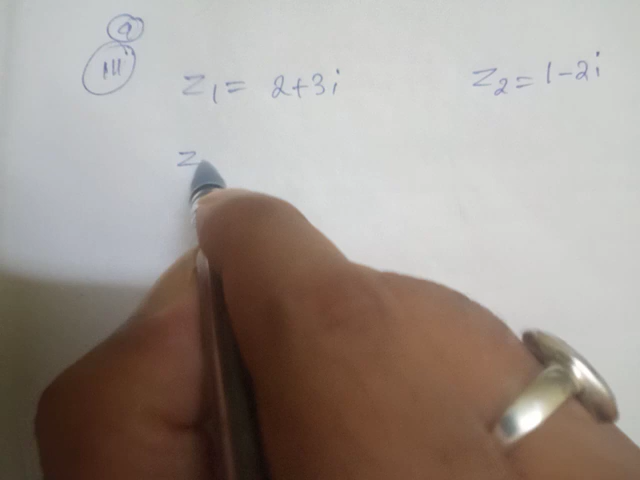 9
iii
Z1 = 2+3i Z2 = 1-2i
Z